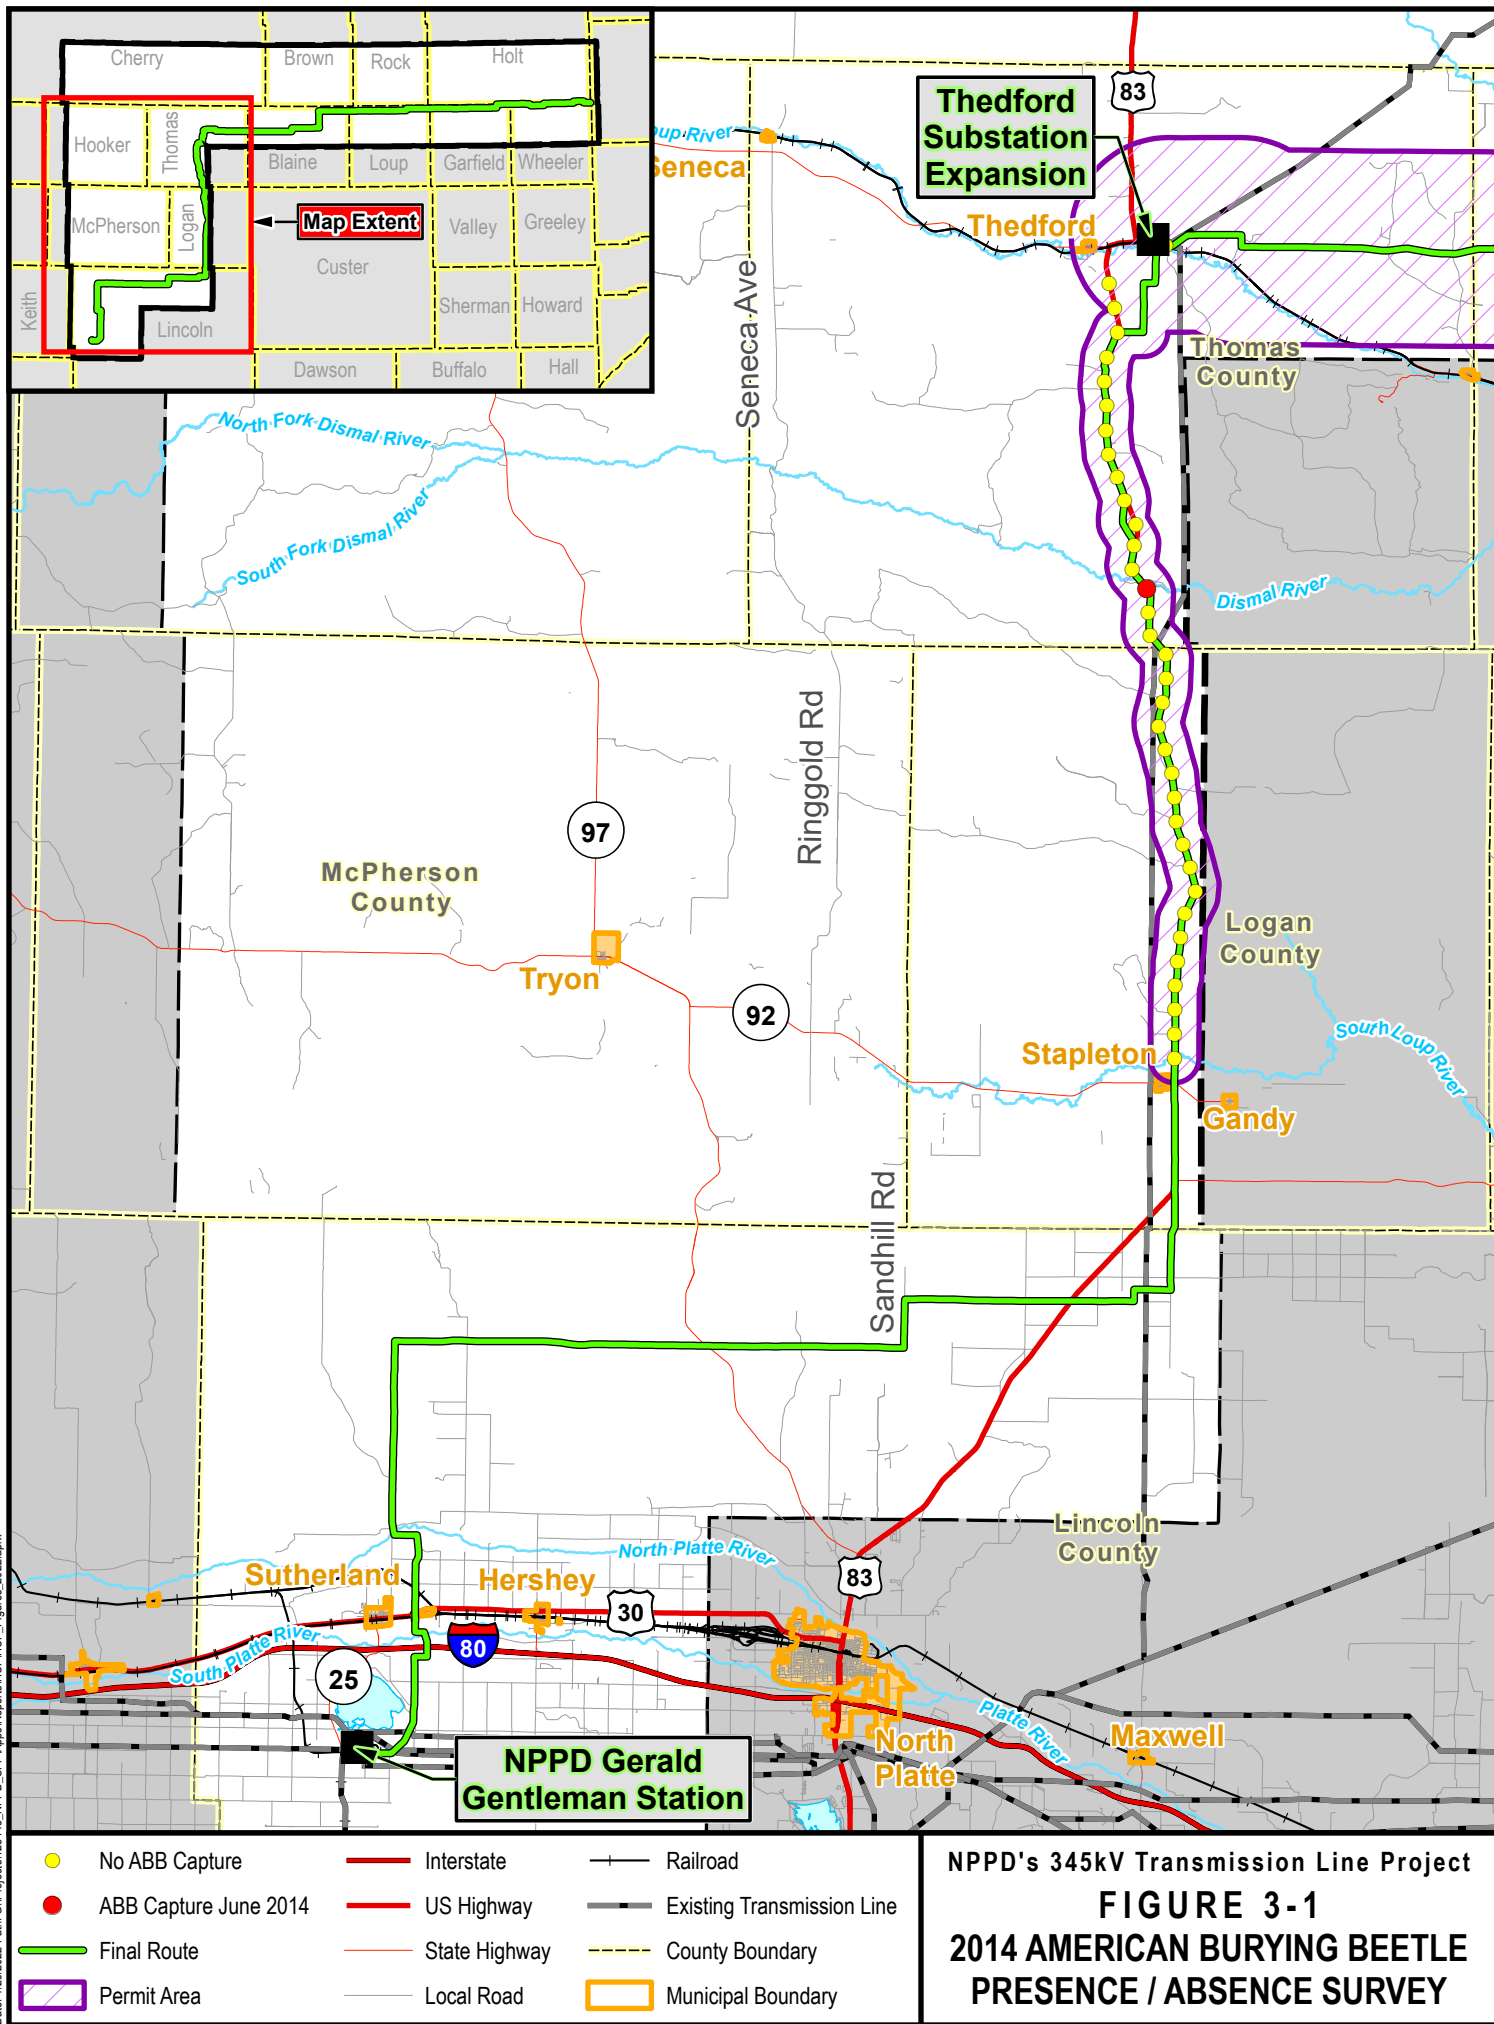 Cherry
Brown
Rock
Holt
Hooker
Thomas
Blaine
Loup
Garfield
Wheeler
McPherson
Logan
Map Extent
Valley
Greeley
Custer
Keith
Lincoln
Sherman
Howard
Dawson
Buffalo
Hall
83
Thedford
Substation
Expansion
oup River
Seneca
Thedford
Seneca Ave
Thomas
County
North Fork Dismal River
South Fork Dismal River
Dismal River
Ringgold Rd
97
McPherson
County
Tryon
92
Logan
County
Stapleton
South Loup River
Gandy
Sandhill Rd
Lincoln
County
North Platte River
Sutherland
Hershey
83
30
80
South Platte River
25
Platte River
North
Platte
Maxwell
NPPD Gerald
Gentleman Station
No ABB Capture
ABB Capture June 2014
Final Route
Permit Area
Interstate
US Highway
State Highway
Local Road
Railroad
Existing Transmission Line
County Boundary
Municipal Boundary
NPPD's 345kV Transmission Line Project
FIGURE 3-1
2014 AMERICAN BURYING BEETLE
PRESENCE / ABSENCE SURVEY